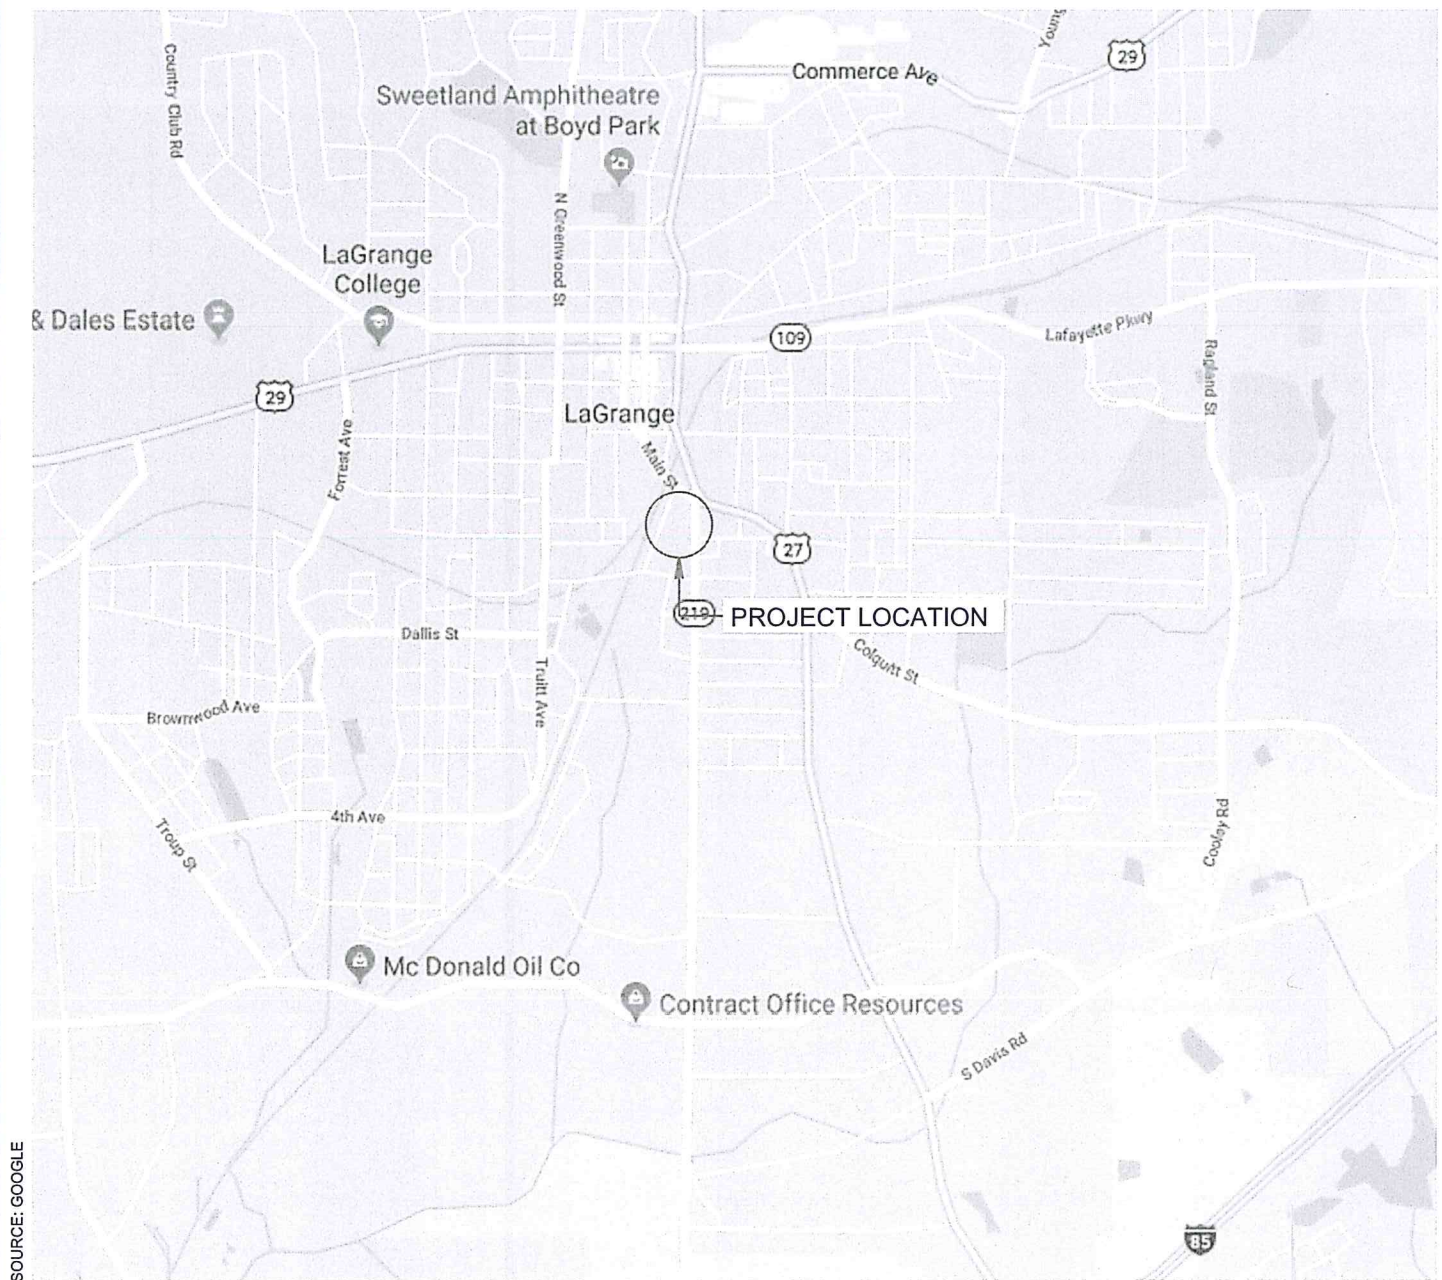 Country Club Rd
Young
29
Commerce Ave
Sweetland Amphitheatre
at Boyd Park
N Greenwood St
LaGrange
College
& Dales Estate
109
Lafayette Pkwy
Ragland St
29
LaGrange
Forrest Ave
Main St
27
219
PROJECT LOCATION
Dallis St
Colquitt St
Truitt Ave
Brownwood Ave
4th Ave
Troup St
Cooley Rd
Mc Donald Oil Co
Contract Office Resources
S Davis Rd
85
SOURCE: GOOGLE